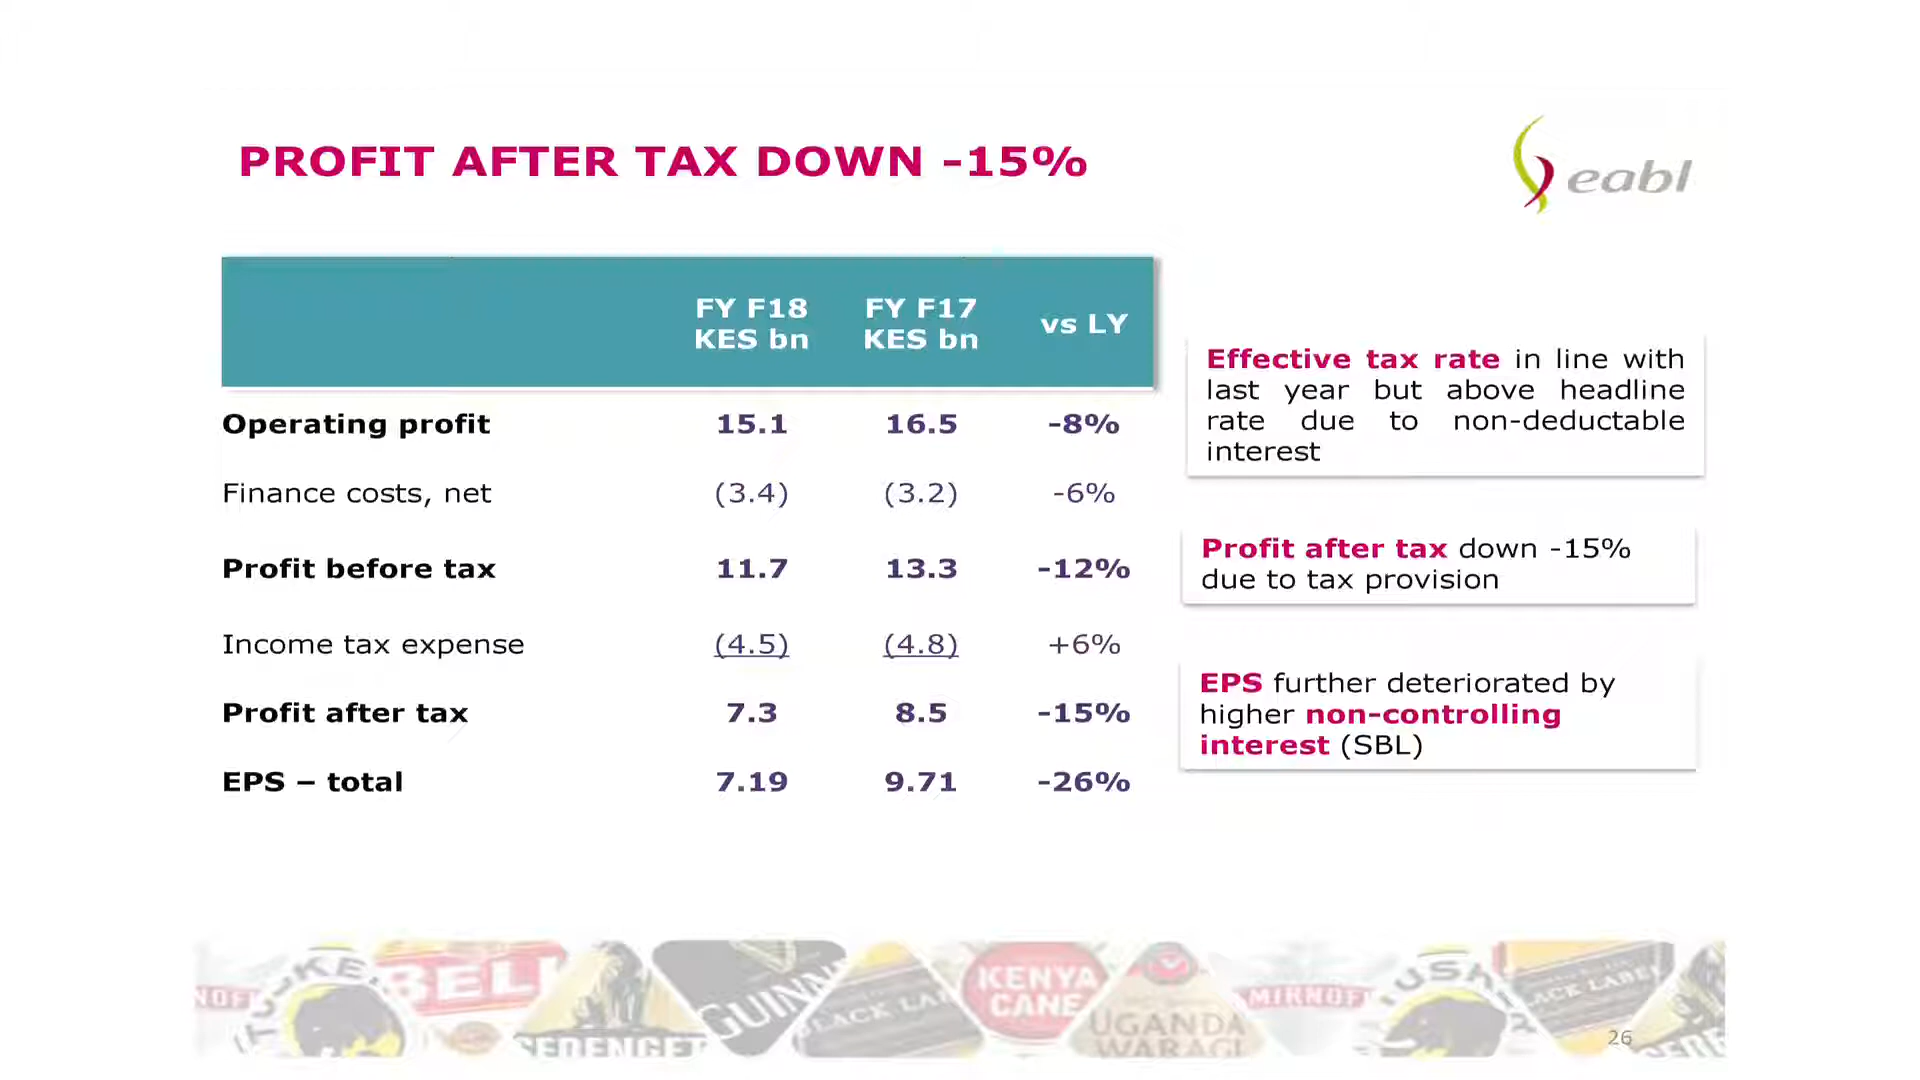 PROFIT AFTER TAX DOWN -15%
eabl
FY F18 FY F17 vs LY
KES bn KES bn
Operating profit 15.1 16.5 -8%
Finance costs, net (3.4) (3.2) -6%
Profit before tax 11.7 13.3 -12%
Income tax expense (4.5) (4.8) +6%
Profit after tax 7.3 8.5 -15%
EPS – total 7.19 9.71 -26%
Effective tax rate in line with
last year but above headline
rate due to non-deductable
interest
Profit after tax down -15%
due to tax provision
EPS further deteriorated by
higher non-controlling
interest (SBL)
BELL
KENYA
CANE
UGANDA
WARAGI
BLACK LABEL
26